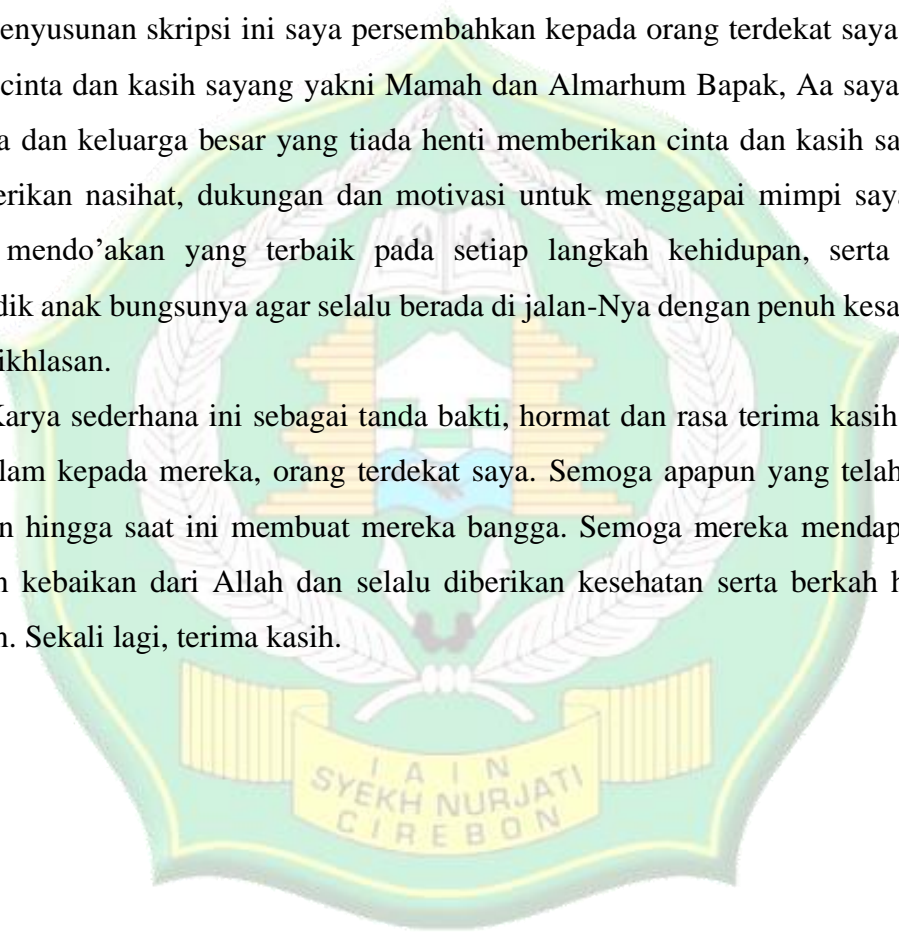 enyusunan skripsi ini saya persembahkan kepada orang terdekat saya
cinta dan kasih sayang yakni Mamah dan Almarhum Bapak, Aa saya
a dan keluarga besar yang tiada henti memberikan cinta dan kasih sa
erikan nasihat, dukungan dan motivasi untuk menggapai mimpi saya
mendo’akan yang terbaik pada setiap langkah kehidupan, serta
dik anak bungsunya agar selalu berada di jalan-Nya dengan penuh kesa
ikhlasan.
Karya sederhana ini sebagai tanda bakti, hormat dan rasa terima kasih
lam kepada mereka, orang terdekat saya. Semoga apapun yang telah
n hingga saat ini membuat mereka bangga. Semoga mereka mendap
n kebaikan dari Allah dan selalu diberikan kesehatan serta berkah h
n. Sekali lagi, terima kasih.
IAIN
SYEKH NURJATI
CIREBON